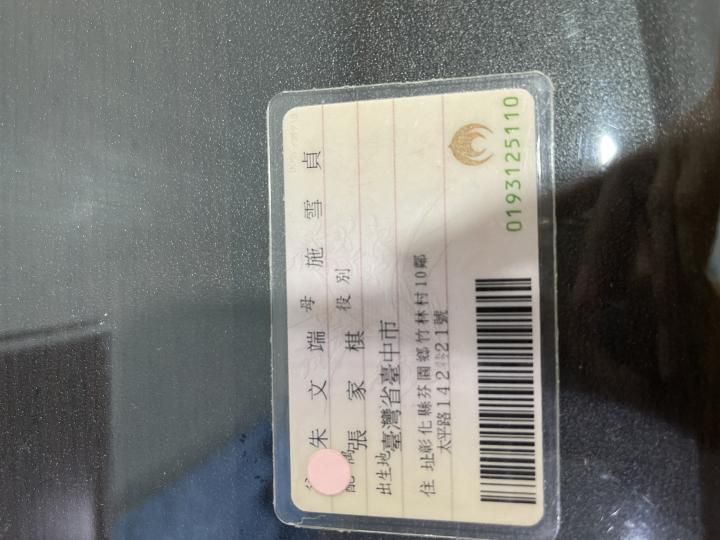 朱文端 母 施雪貞
配偶 張家棋 役別
出生地 臺灣省臺中市
住址 彰化縣芬園鄉竹林村10鄰
太平路142巷21號
0193125110